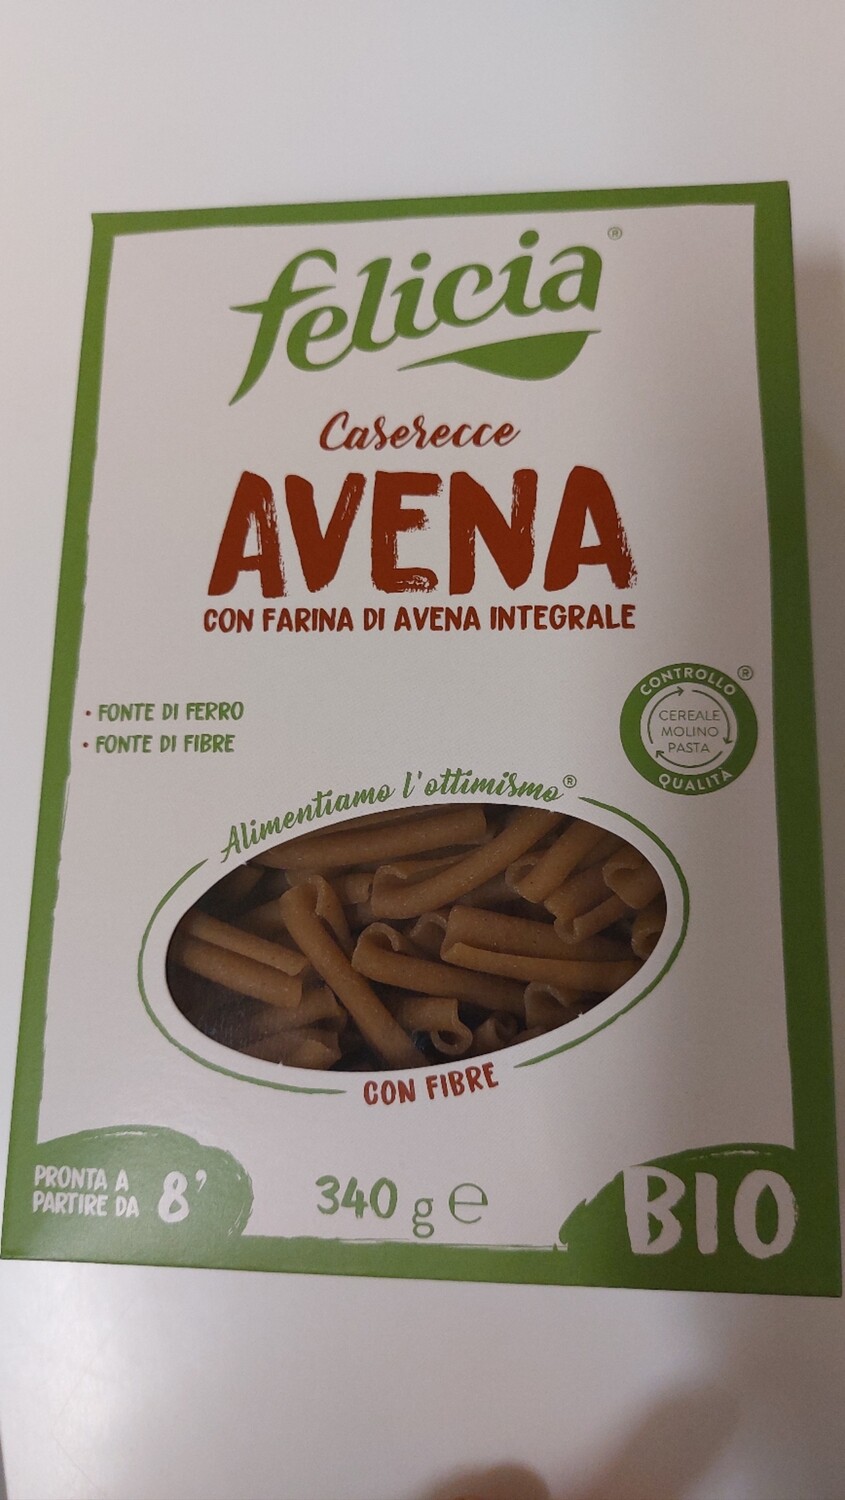 felicia®
Caserecce
AVENA
CON FARINA DI AVENA INTEGRALE
• FONTE DI FERRO
• FONTE DI FIBRE
CONTROLLO ®
CEREALE
MOLINO
PASTA
QUALITÀ
Alimentiamo l'ottimismo®
CON FIBRE
PRONTA A
PARTIRE DA 8'
340 g ℮
BIO